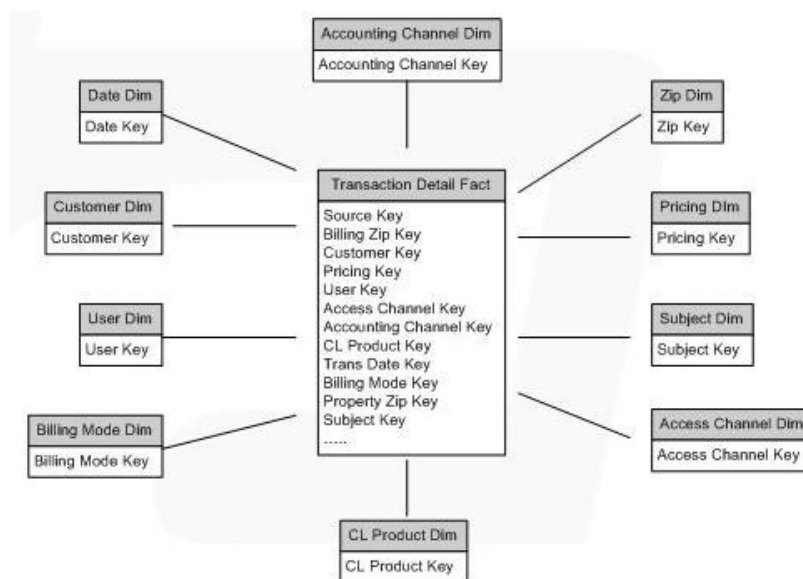 Accounting Channel Dim
Accounting Channel Key
Date Dim
Date Key
Zip Dim
Zip Key
Transaction Detail Fact
Source Key
Billing Zip Key
Customer Key
Pricing Key
User Key
Access Channel Key
Accounting Channel Key
CL Product Key
Trans Date Key
Billing Mode Key
Property Zip Key
Subject Key
.....
Customer Dim
Customer Key
Pricing DIm
Pricing Key
User Dim
User Key
Subject Dim
Subject Key
Billing Mode Dim
Billing Mode Key
Access Channel Dim
Access Channel Key
CL Product Dim
CL Product Key